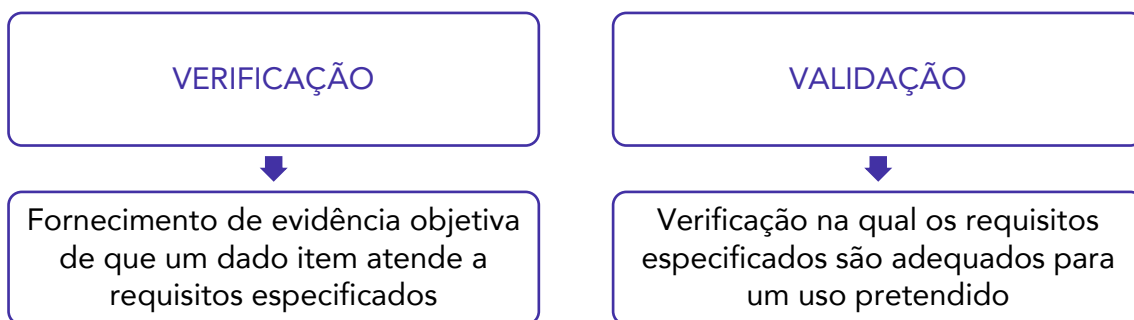 VERIFICAÇÃO
Fornecimento de evidência objetiva
de que um dado item atende a
requisitos especificados
VALIDAÇÃO
Verificação na qual os requisitos
especificados são adequados para
um uso pretendido